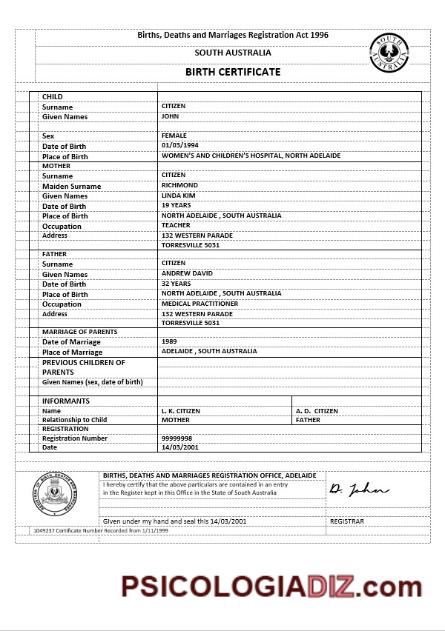 Births, Deaths and Marriages Registration Act 1996
SOUTH AUSTRALIA
BIRTH CERTIFICATE
SOUTH AUSTRALIA
CHILD
Surname CITIZEN
Given Names JOHN
Sex FEMALE
Date of Birth 01/05/1994
Place of Birth WOMEN'S AND CHILDREN'S HOSPITAL, NORTH ADELAIDE
MOTHER
Surname CITIZEN
Maiden Surname RICHMOND
Given Names LINDA KIM
Date of Birth 19 YEARS
Place of Birth NORTH ADELAIDE , SOUTH AUSTRALIA
Occupation TEACHER
Address 132 WESTERN PARADE
TORRESVILLE 5031
FATHER
Surname CITIZEN
Given Names ANDREW DAVID
Date of Birth 32 YEARS
Place of Birth NORTH ADELAIDE , SOUTH AUSTRALIA
Occupation MEDICAL PRACTITIONER
Address 132 WESTERN PARADE
TORRESVILLE 5031
MARRIAGE OF PARENTS
Date of Marriage 1989
Place of Marriage ADELAIDE , SOUTH AUSTRALIA
PREVIOUS CHILDREN OF
PARENTS
Given Names (sex, date of birth)
INFORMANTS
Name L. K. CITIZEN A. D. CITIZEN
Relationship to Child MOTHER FATHER
REGISTRATION
Registration Number 99999998
Date 14/03/2001
BIRTHS, DEATHS AND MARRIAGES REGISTRATION OFFICE, ADELAIDE
I hereby certify that the above particulars are contained in an entry
in the Register kept in this Office in the State of South Australia
D. John
Given under my hand and seal this 14/03/2001 REGISTRAR
1049237 Certificate Number Recorded from 1/11/1999
PSICOLOGIADIZ.com